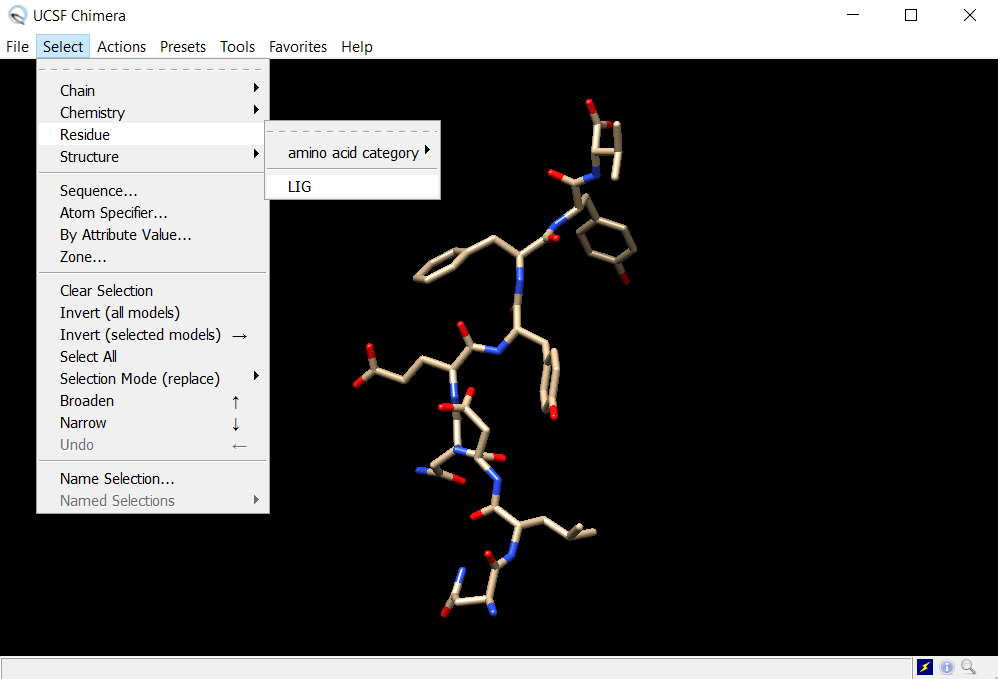 UCSF Chimera
File Select Actions Presets Tools Favorites Help
Chain
Chemistry
Residue
Structure
amino acid category
LIG
Sequence...
Atom Specifier...
By Attribute Value...
Zone...
Clear Selection
Invert (all models)
Invert (selected models) →
Select All
Selection Mode (replace)
Broaden ↑
Narrow ↓
Undo ←
Name Selection...
Named Selections